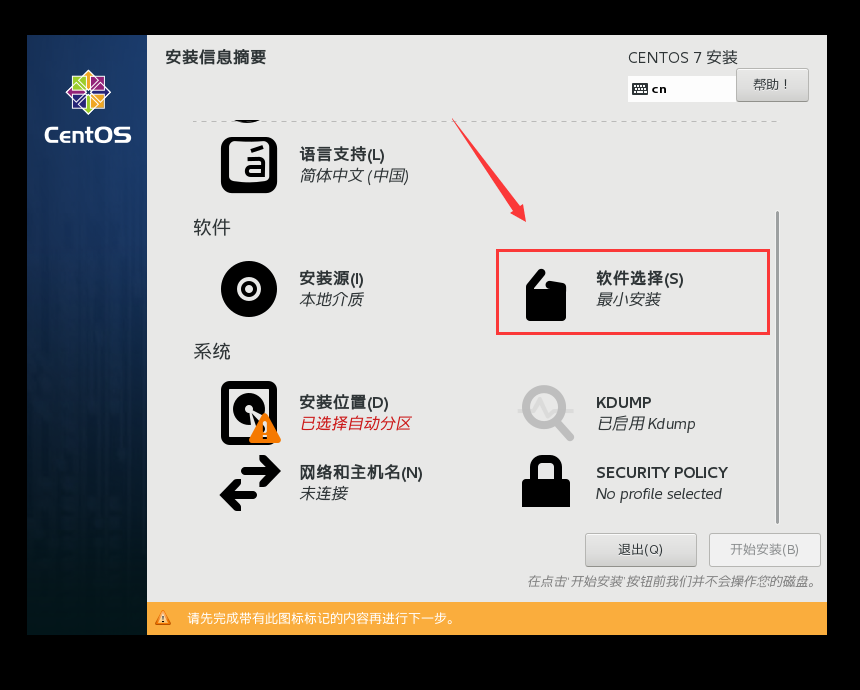 安装信息摘要
CENTOS 7 安装
cn
帮助！
CentOS
语言支持(L)
简体中文 (中国)
软件
安装源(I)
本地介质
软件选择(S)
最小安装
系统
安装位置(D)
已选择自动分区
KDUMP
已启用 Kdump
网络和主机名(N)
未连接
SECURITY POLICY
No profile selected
退出(Q)
开始安装(B)
在点击'开始安装'按钮前我们并不会操作您的磁盘。
请先完成带有此图标标记的内容再进行下一步。